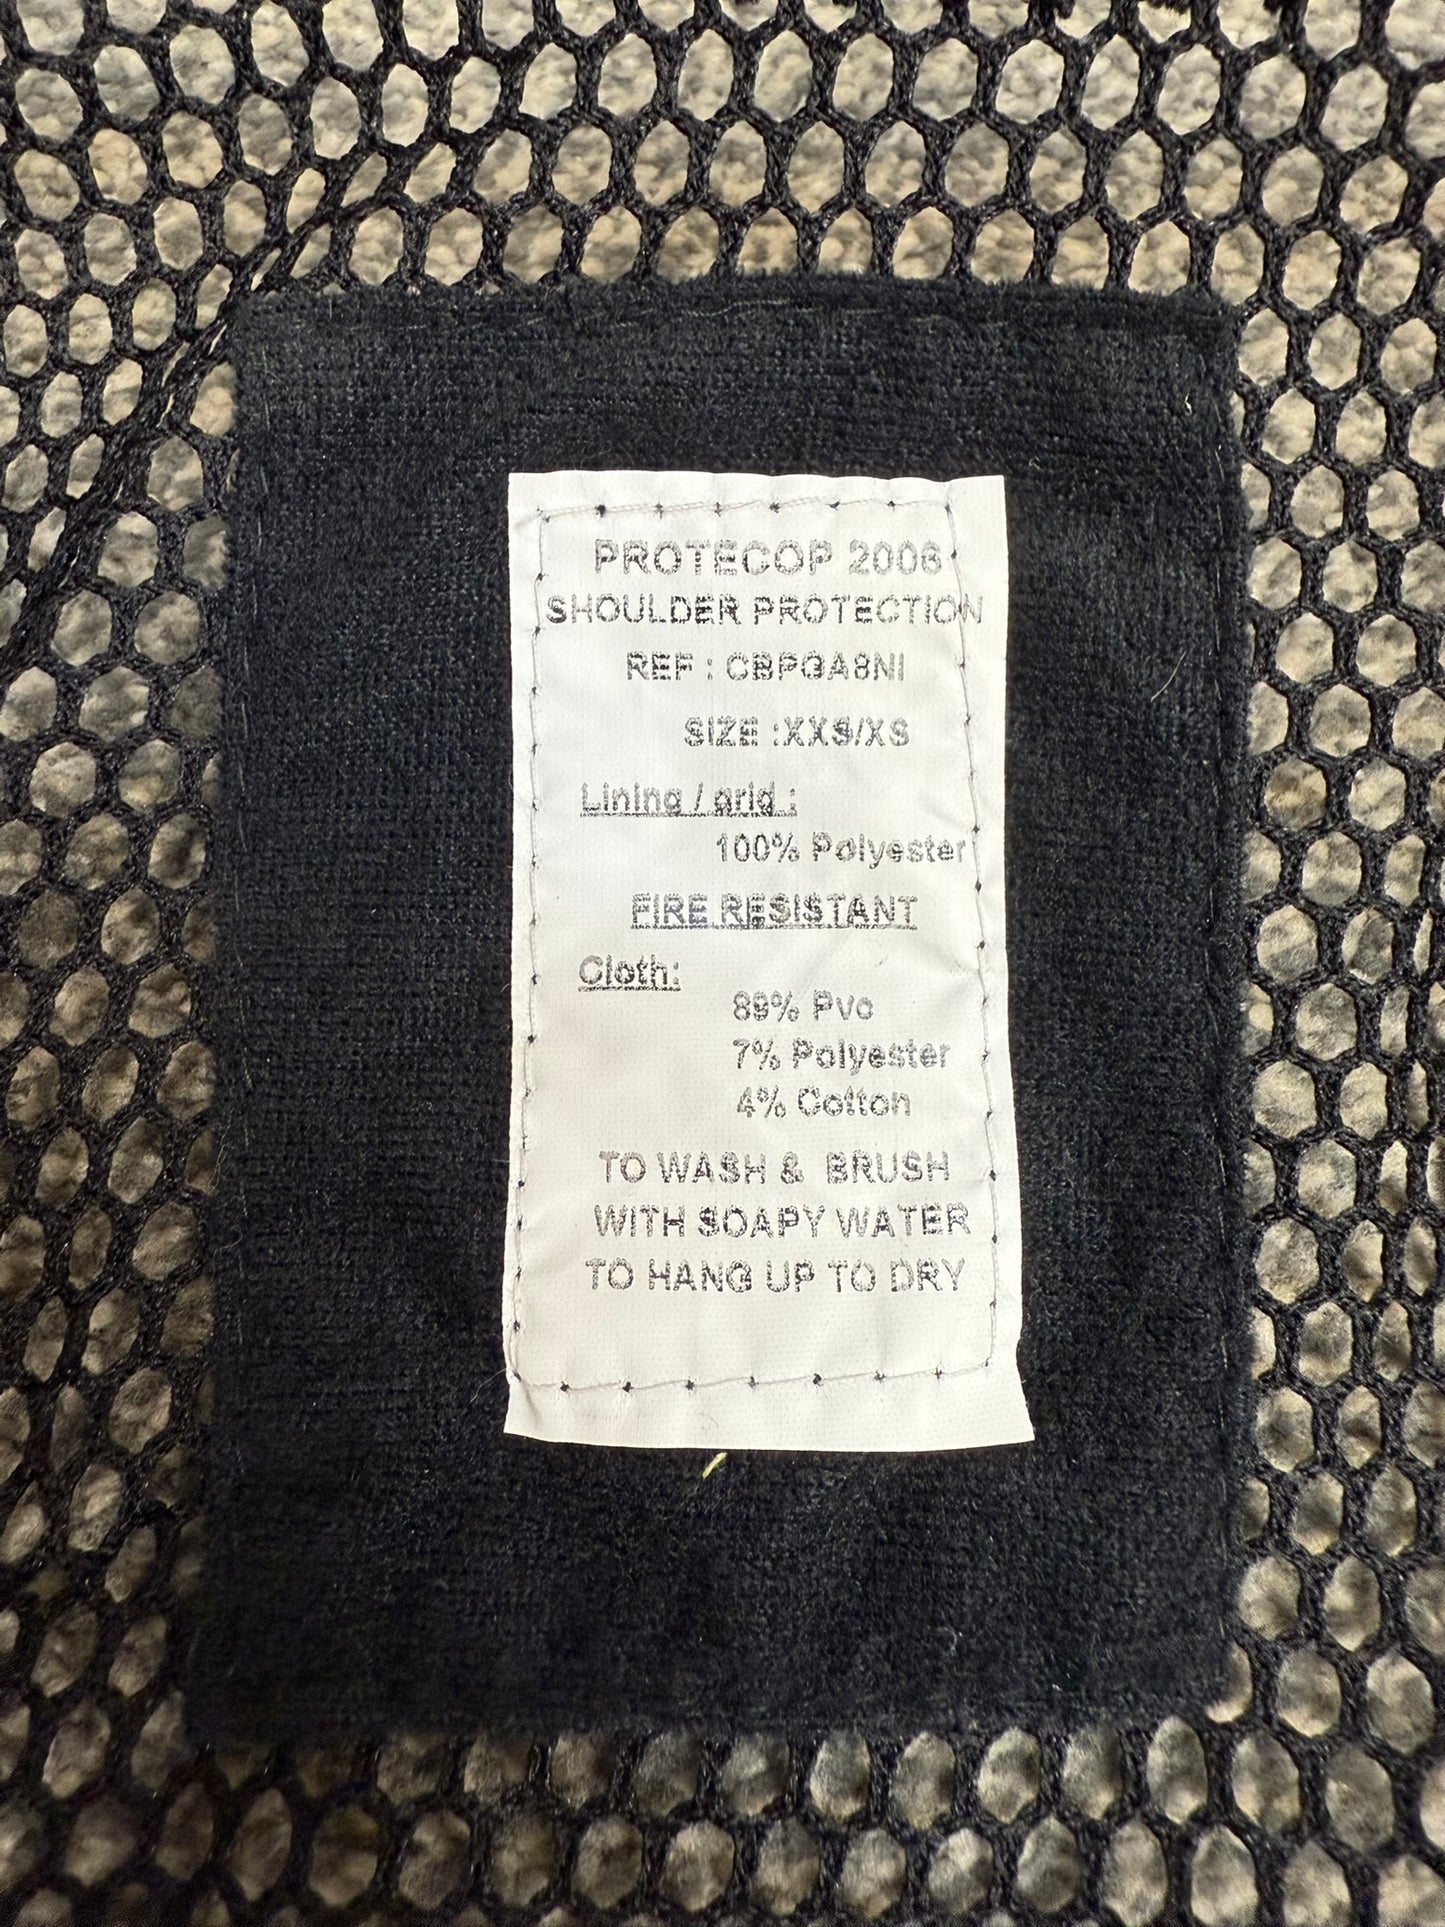 PROTECOP 2006
SHOULDER PROTECTION
REF : CBPGA8NI
SIZE :XXS/XS
Lining / grid :
100% Polyester
FIRE RESISTANT
Cloth:
89% Pvc
7% Polyester
4% Cotton
TO WASH & BRUSH
WITH SOAPY WATER
TO HANG UP TO DRY